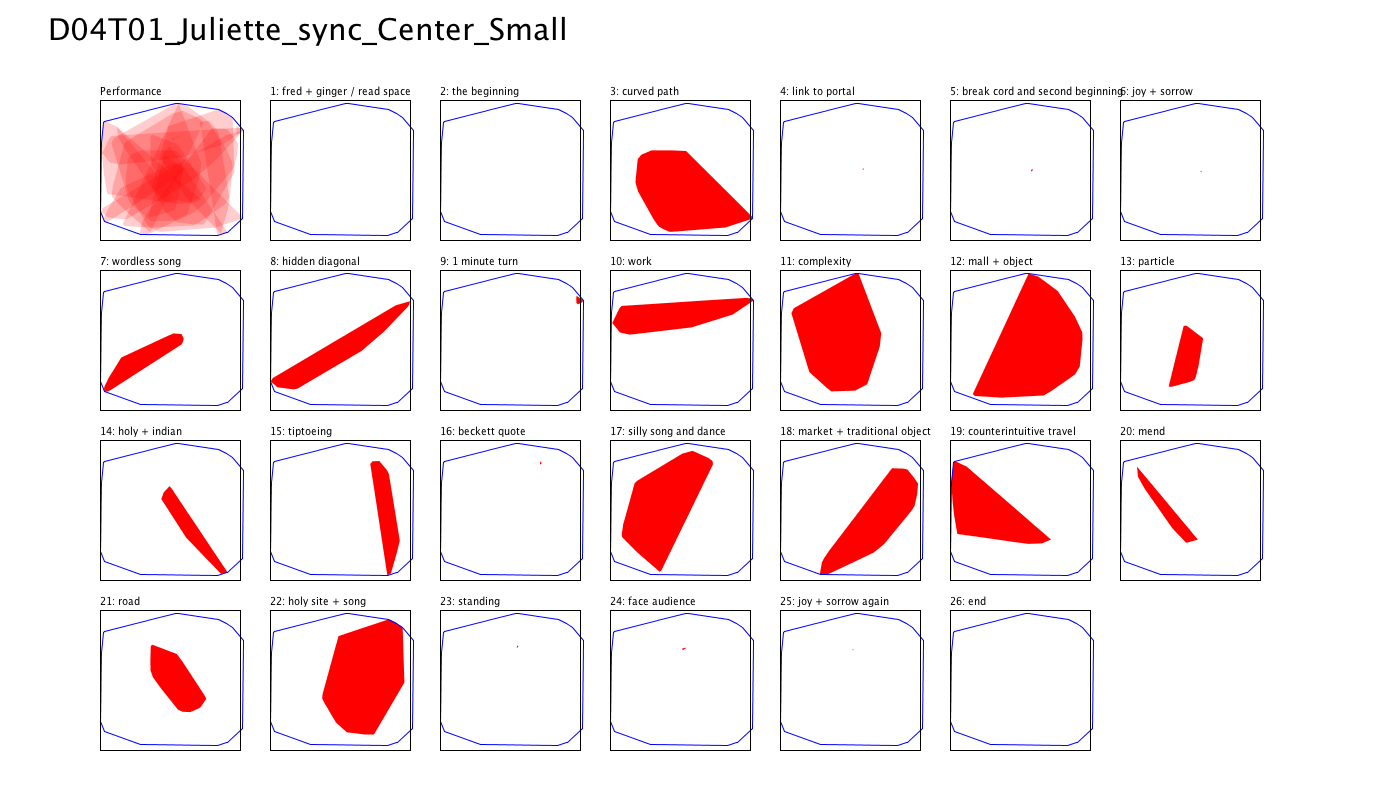 D04T01_Juliette_sync_Center_Small
Performance
1: fred + ginger / read space
2: the beginning
3: curved path
4: link to portal
5: break cord and second beginning
6: joy + sorrow
7: wordless song
8: hidden diagonal
9: 1 minute turn
10: work
11: complexity
12: mall + object
13: particle
14: holy + indian
15: tiptoeing
16: beckett quote
17: silly song and dance
18: market + traditional object
19: counterintuitive travel
20: mend
21: road
22: holy site + song
23: standing
24: face audience
25: joy + sorrow again
26: end